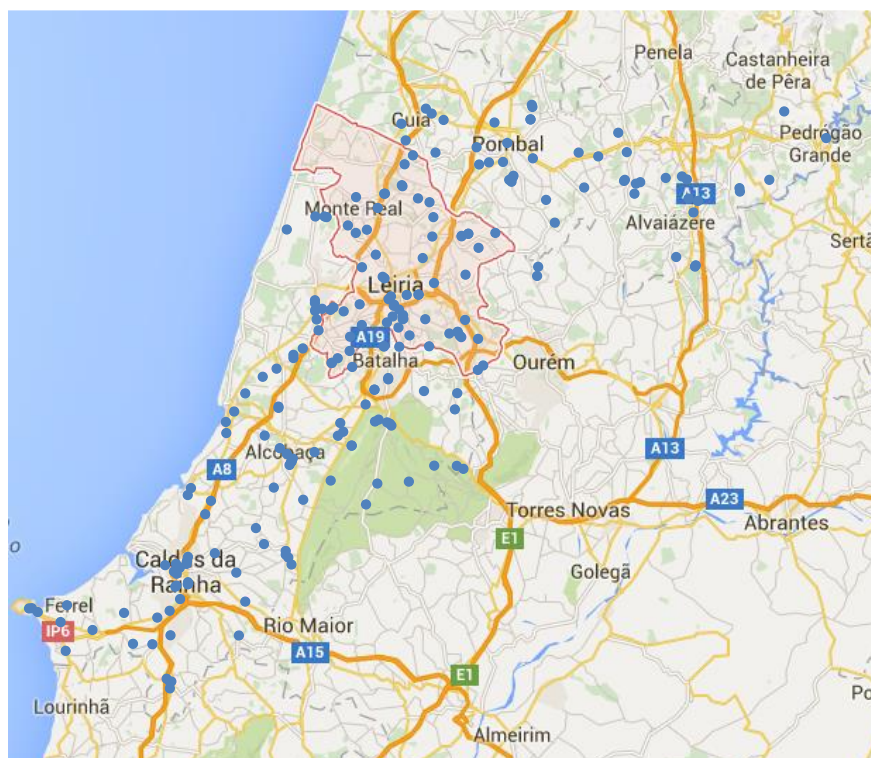 Penela
Castanheira
de Pêra
Guia
Pombal
Pedrógão
Grande
A13
Monte Real
Alvaiázere
Sertã
Leiria
A19
Batalha
Ourém
Alcobaça
A8
A13
A23
Torres Novas
Abrantes
E1
Caldas da
Rainha
Golegã
Ferrel
IP6
Rio Maior
A15
E1
Lourinhã
Almeirim